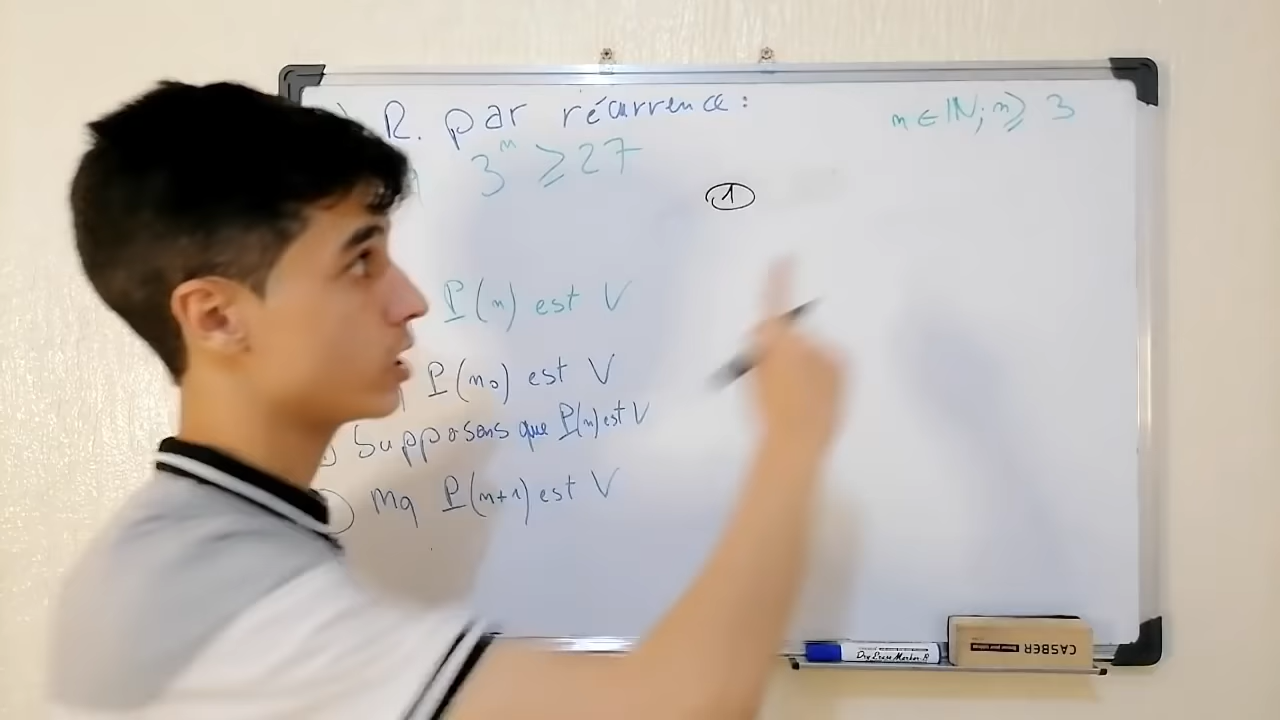 R. par récurrence:
n ∈ IN; n ≥ 3
3ⁿ ≥ 27
1
P(n) est V
P(n₀) est V
Supposons que P(n) est V
Mq P(n+1) est V
Dry Erase Marker
CASBER